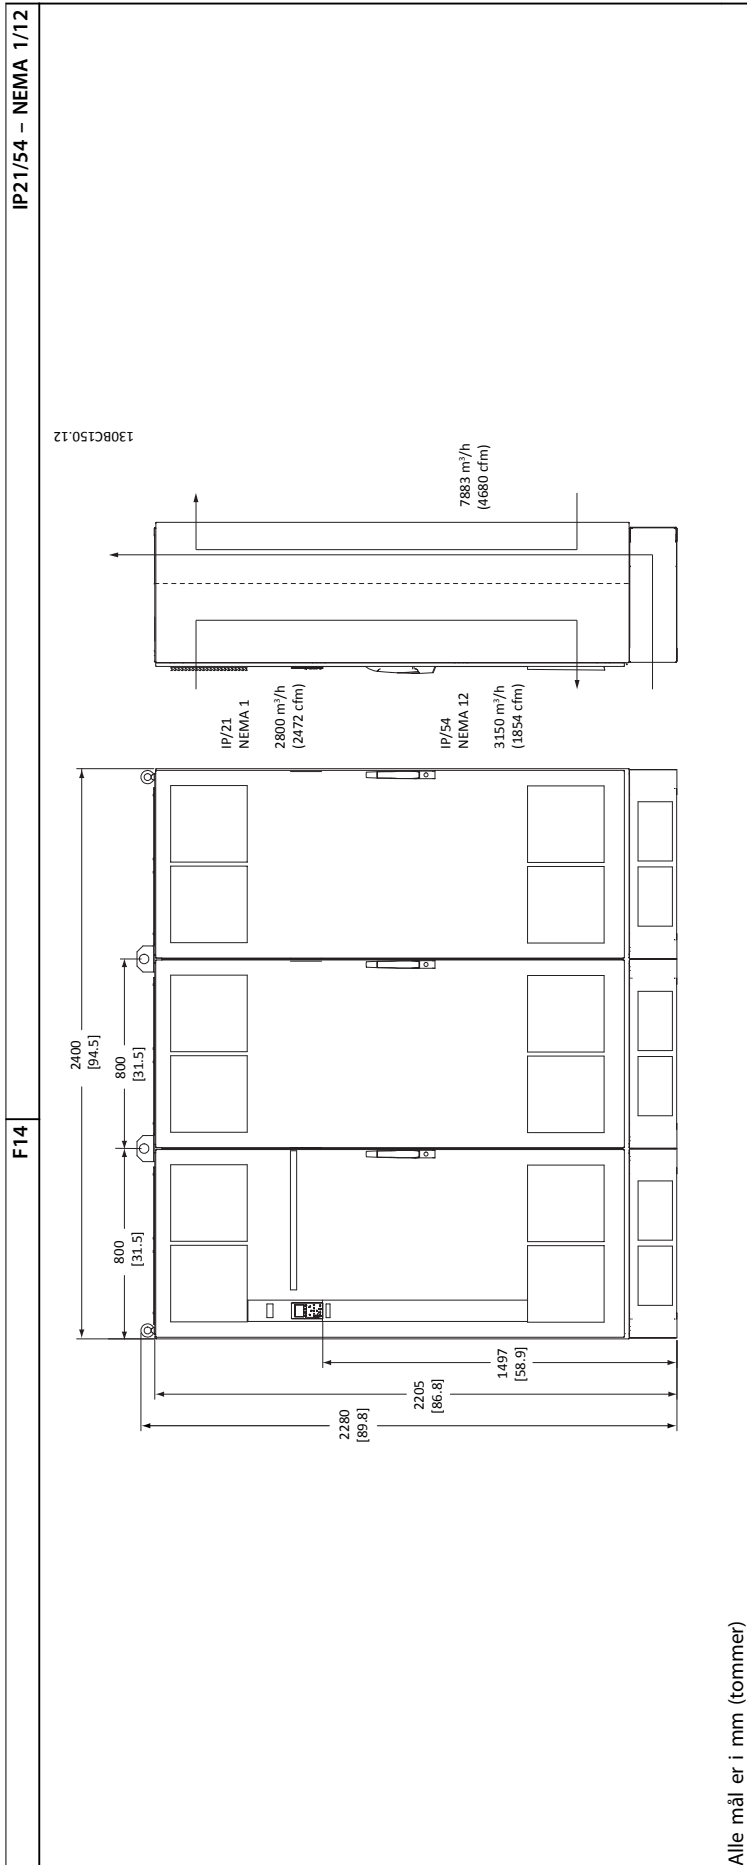 F14
IP21/54 – NEMA 1/12
130BC150.12
2400
[94.5]
800
[31.5]
800
[31.5]
2280
[89.8]
2205
[86.8]
1497
[58.9]
IP/21
NEMA 1
2800 m³/h
(2472 cfm)
IP/54
NEMA 12
3150 m³/h
(1854 cfm)
7883 m³/h
(4680 cfm)
Alle mål er i mm (tommer)